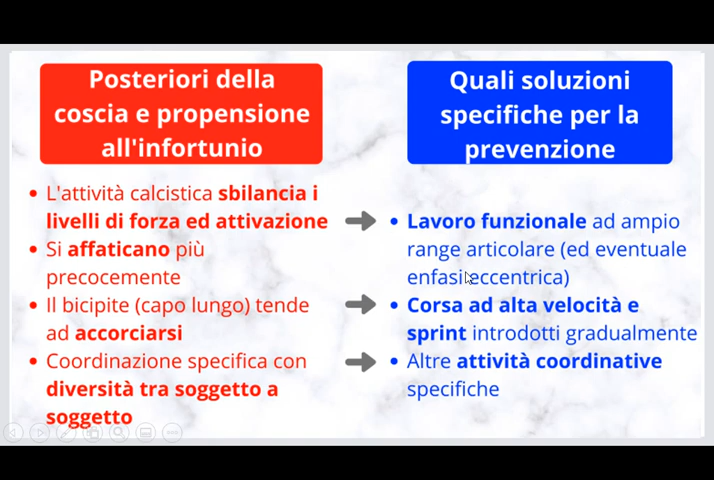 Posteriori della
coscia e propensione
all'infortunio
L'attività calcistica sbilancia i
livelli di forza ed attivazione
Si affaticano più
precocemente
Il bicipite (capo lungo) tende
ad accorciarsi
Coordinazione specifica con
diversità tra soggetto a
soggetto
Quali soluzioni
specifiche per la
prevenzione
Lavoro funzionale ad ampio
range articolare (ed eventuale
enfasi eccentrica)
Corsa ad alta velocità e
sprint introdotti gradualmente
Altre attività coordinative
specifiche